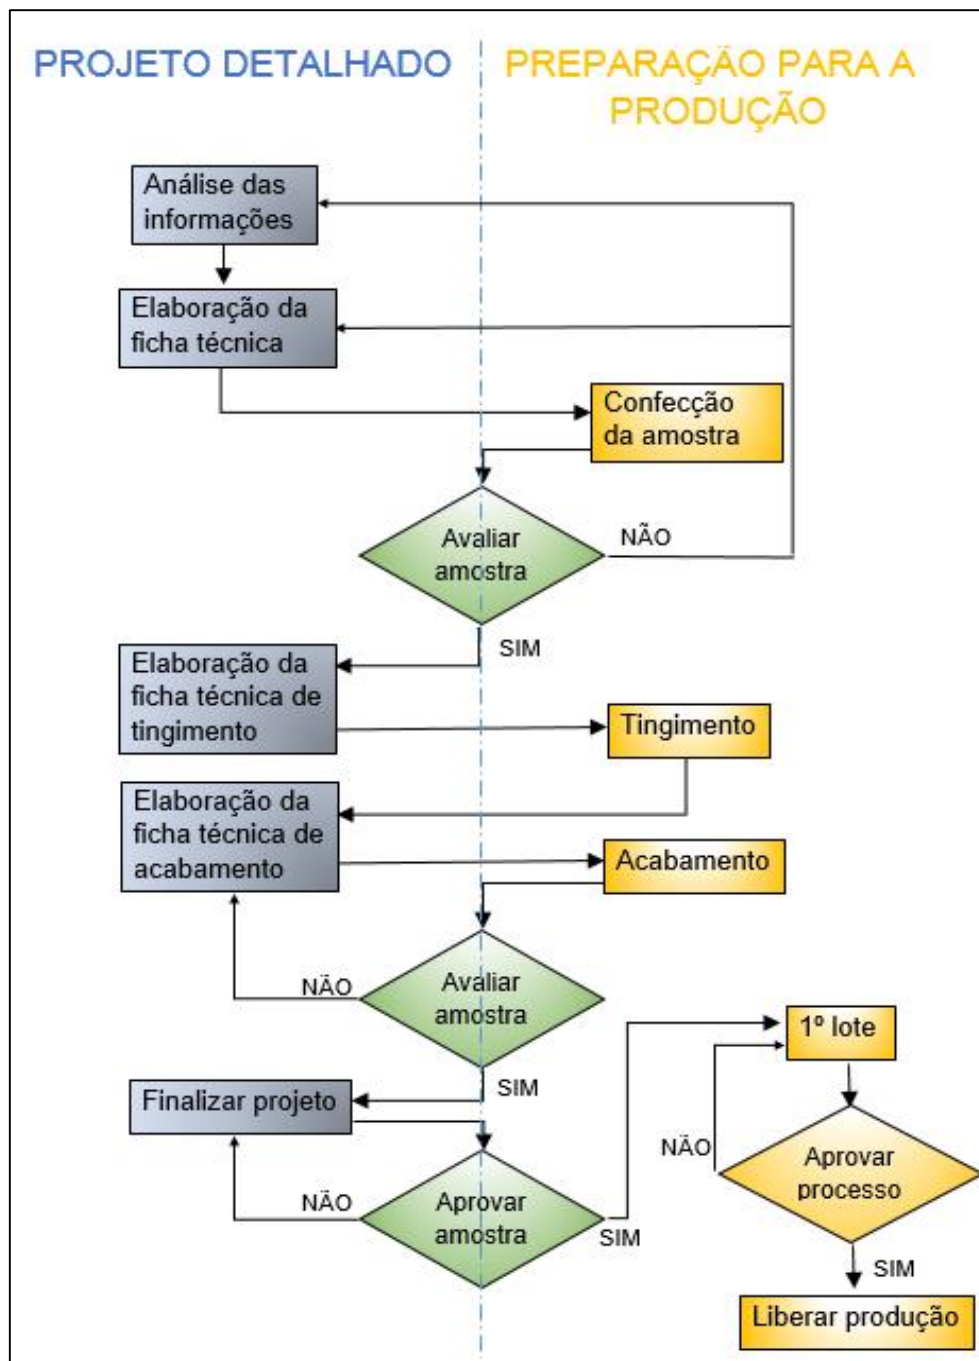 PROJETO DETALHADO
PREPARAÇÃO PARA A
PRODUÇÃO
Análise das
informações
Elaboração da
ficha técnica
Confecção
da amostra
Avaliar
amostra
NÃO
SIM
Elaboração da
ficha técnica de
tingimento
Tingimento
Elaboração da
ficha técnica de
acabamento
Acabamento
Avaliar
amostra
NÃO
SIM
Finalizar projeto
Aprovar
amostra
NÃO
SIM
1º lote
NÃO
Aprovar
processo
SIM
Liberar produção